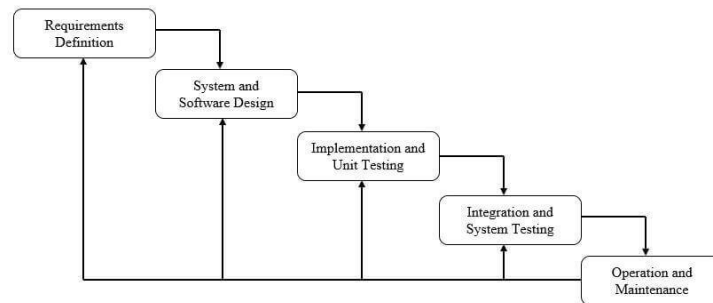 Requirements
Definition
System and
Software Design
Implementation and
Unit Testing
Integration and
System Testing
Operation and
Maintenance